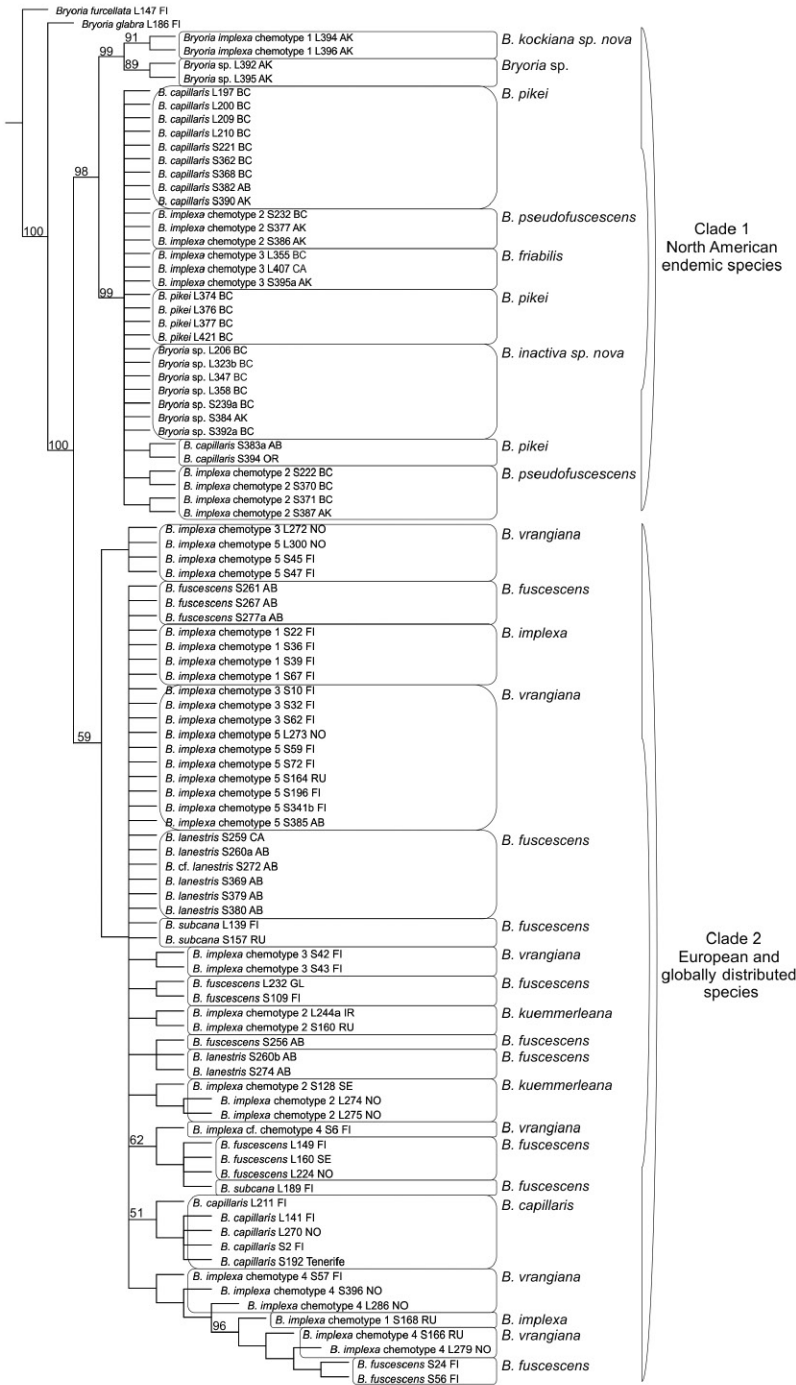 Bryoria furcellata L147 FI
Bryoria glabra L186 FI
91
Bryoria implexa chemotype 1 L394 AK
B. kockiana sp. nova
Bryoria implexa chemotype 1 L396 AK
99
89
Bryoria sp. L392 AK
Bryoria sp.
Bryoria sp. L395 AK
B. capillaris L197 BC
B. pikei
B. capillaris L200 BC
B. capillaris L209 BC
B. capillaris L210 BC
B. capillaris S221 BC
B. capillaris S362 BC
98
B. capillaris S368 BC
B. capillaris S382 AB
B. capillaris S390 AK
B. implexa chemotype 2 S232 BC
B. pseudofuscescens
B. implexa chemotype 2 S377 AK
100
B. implexa chemotype 2 S386 AK
Clade 1
North American
endemic species
B. implexa chemotype 3 L355 BC
B. friabilis
B. implexa chemotype 3 L407 CA
B. implexa chemotype 3 S395a AK
99
B. pikei L374 BC
B. pikei
B. pikei L376 BC
B. pikei L377 BC
B. pikei L421 BC
Bryoria sp. L206 BC
B. inactiva sp. nova
Bryoria sp. L323b BC
Bryoria sp. L347 BC
Bryoria sp. L358 BC
Bryoria sp. S239a BC
Bryoria sp. S384 AK
Bryoria sp. S392a BC
100
B. capillaris S383a AB
B. pikei
B. capillaris S394 OR
B. implexa chemotype 2 S222 BC
B. pseudofuscescens
B. implexa chemotype 2 S370 BC
B. implexa chemotype 2 S371 BC
B. implexa chemotype 2 S387 AK
B. implexa chemotype 3 L272 NO
B. vrangiana
B. implexa chemotype 5 L300 NO
B. implexa chemotype 5 S45 FI
B. implexa chemotype 5 S47 FI
B. fuscescens S261 AB
B. fuscescens
B. fuscescens S267 AB
B. fuscescens S277a AB
B. implexa chemotype 1 S22 FI
B. implexa
B. implexa chemotype 1 S36 FI
B. implexa chemotype 1 S39 FI
B. implexa chemotype 1 S67 FI
B. implexa chemotype 3 S10 FI
B. vrangiana
B. implexa chemotype 3 S32 FI
B. implexa chemotype 3 S62 FI
59
B. implexa chemotype 5 L273 NO
B. implexa chemotype 5 S59 FI
B. implexa chemotype 5 S72 FI
B. implexa chemotype 5 S164 RU
B. implexa chemotype 5 S196 FI
B. implexa chemotype 5 S341b FI
B. implexa chemotype 5 S385 AB
B. lanestris S259 CA
B. fuscescens
B. lanestris S260a AB
B. cf. lanestris S272 AB
B. lanestris S369 AB
B. lanestris S379 AB
B. lanestris S380 AB
B. subcana L139 FI
B. fuscescens
B. subcana S157 RU
Clade 2
European and
globally distributed
species
B. implexa chemotype 3 S42 FI
B. vrangiana
B. implexa chemotype 3 S43 FI
B. fuscescens L232 GL
B. fuscescens
B. fuscescens S109 FI
B. implexa chemotype 2 L244a IR
B. kuemmerleana
B. implexa chemotype 2 S160 RU
B. fuscescens S256 AB
B. fuscescens
B. lanestris S260b AB
B. fuscescens
B. lanestris S274 AB
B. implexa chemotype 2 S128 SE
B. kuemmerleana
B. implexa chemotype 2 L274 NO
B. implexa chemotype 2 L275 NO
B. implexa cf. chemotype 4 S6 FI
B. vrangiana
62
B. fuscescens L149 FI
B. fuscescens
B. fuscescens L160 SE
B. fuscescens L224 NO
B. subcana L189 FI
B. fuscescens
B. capillaris L211 FI
B. capillaris
51
B. capillaris L141 FI
B. capillaris L270 NO
B. capillaris S2 FI
B. capillaris S192 Tenerife
B. implexa chemotype 4 S57 FI
B. vrangiana
B. implexa chemotype 4 S396 NO
B. implexa chemotype 4 L286 NO
B. implexa chemotype 1 S168 RU
B. implexa
96
B. implexa chemotype 4 S166 RU
B. vrangiana
B. implexa chemotype 4 L279 NO
B. fuscescens S24 FI
B. fuscescens
B. fuscescens S56 FI